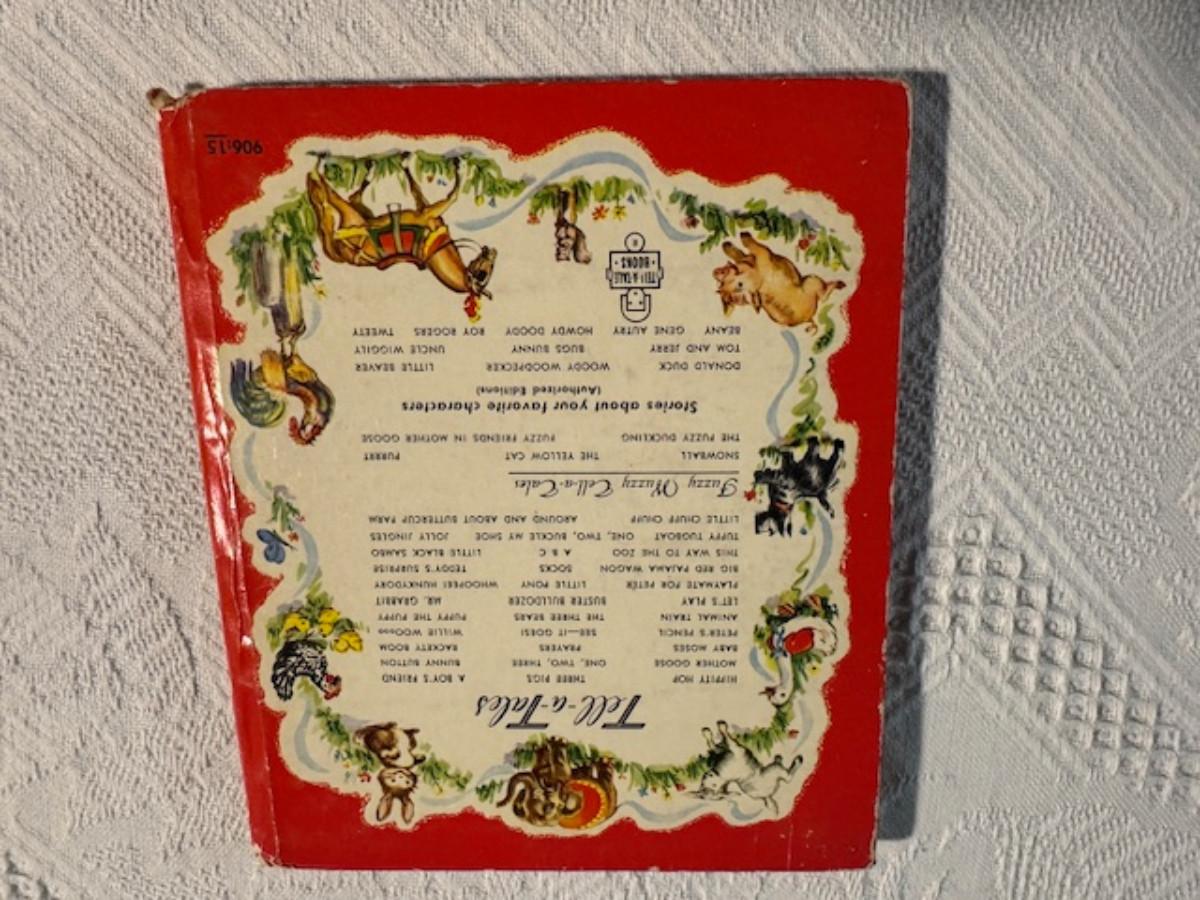 Tell-a-Tales
HIPPITY HOP THREE PIGS A BOY'S FRIEND
MOTHER GOOSE ONE, TWO, THREE BUNNY BUTTON
BABY MOSES PRAYERS RACKETY BOOM
PETER'S PENCIL SEE—IT GOES! WILLIE WOOooo
ANIMAL TRAIN THE THREE BEARS THE PUPPY THE PUPPY
LET'S PLAY BUSTER BULLDOZER MR. GRABBIT
PLAYMATE FOR PETER LITTLE PONY WHOOPEE! HUNKYDORY
BIG RED PAJAMA WAGON SOCKS TEDDY'S SURPRISE
THIS WAY TO THE ZOO A B C LITTLE BLACK SAMBO
TUFFY TUGBOAT ONE, TWO, BUCKLE MY SHOE JOLLY JINGLES
LITTLE CHUFF CHUFF AROUND AND ABOUT BUTTERCUP FARM
Fuzzy Wuzzy Tell-a-Tales
SNOWBALL THE YELLOW CAT PURRRT
THE FUZZY DUCKLING FUZZY FRIENDS IN MOTHER GOOSE
Stories about your favorite characters
(Authorized Editions)
DONALD DUCK WOODY WOODPECKER LITTLE BEAVER
TOM AND JERRY BUGS BUNNY UNCLE WIGGILY
BEANY GENE AUTRY HOWDY DOODY ROY ROGERS TWEETY
TELL•A•TALE
•BOOKS•
®
906:15